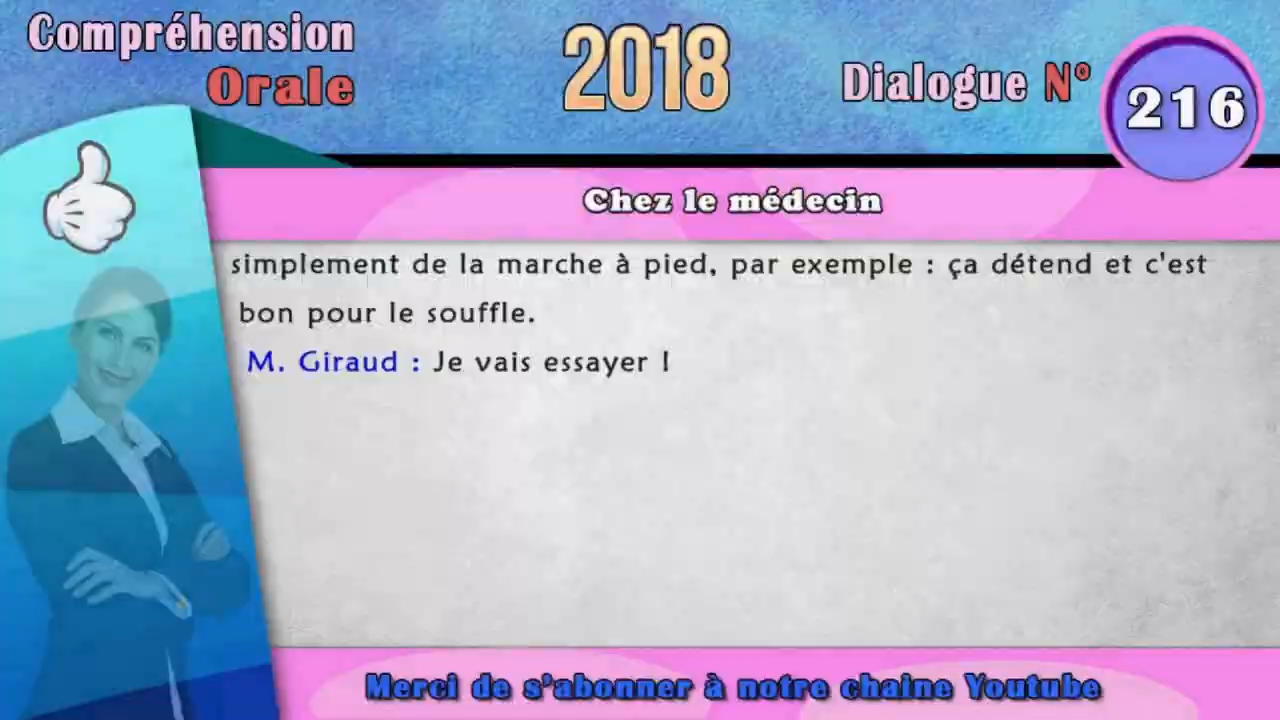 Compréhension
Orale
2018
Dialogue N°
216
Chez le médecin
simplement de la marche à pied, par exemple : ça détend et c'est
bon pour le souffle.
M. Giraud : Je vais essayer !
Merci de s'abonner à notre chaine Youtube